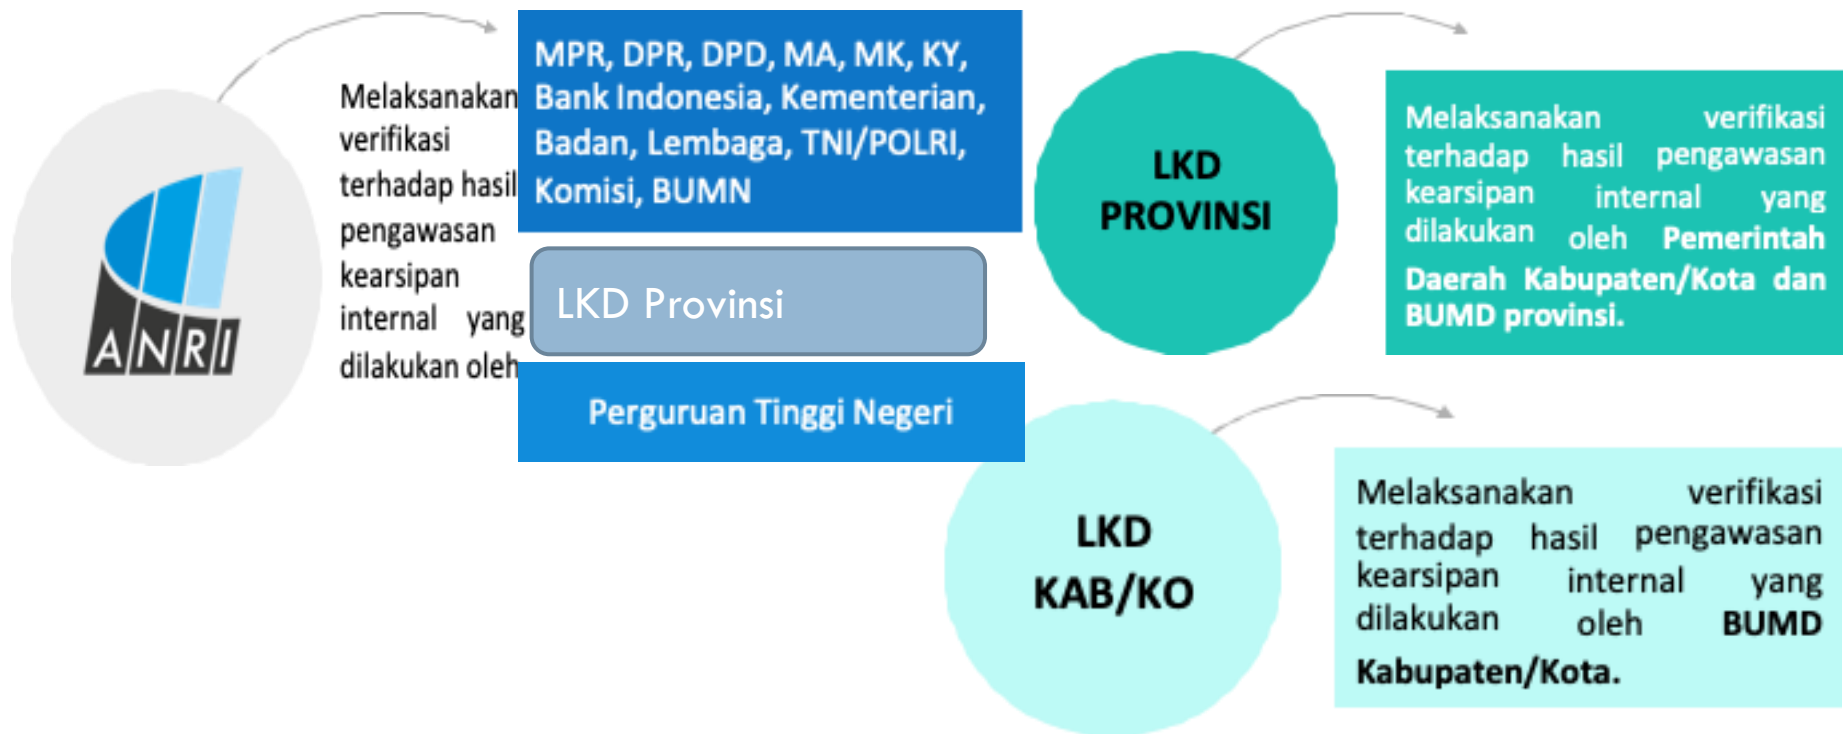 ANRI
Melaksanakan
verifikasi
terhadap hasil
pengawasan
kearsipan
internal yang
dilakukan oleh
MPR, DPR, DPD, MA, MK, KY,
Bank Indonesia, Kementerian,
Badan, Lembaga, TNI/POLRI,
Komisi, BUMN
LKD Provinsi
Perguruan Tinggi Negeri
LKD
PROVINSI
Melaksanakan verifikasi
terhadap hasil pengawasan
kearsipan internal yang
dilakukan oleh Pemerintah
Daerah Kabupaten/Kota dan
BUMD provinsi.
LKD
KAB/KO
Melaksanakan verifikasi
terhadap hasil pengawasan
kearsipan internal yang
dilakukan oleh BUMD
Kabupaten/Kota.